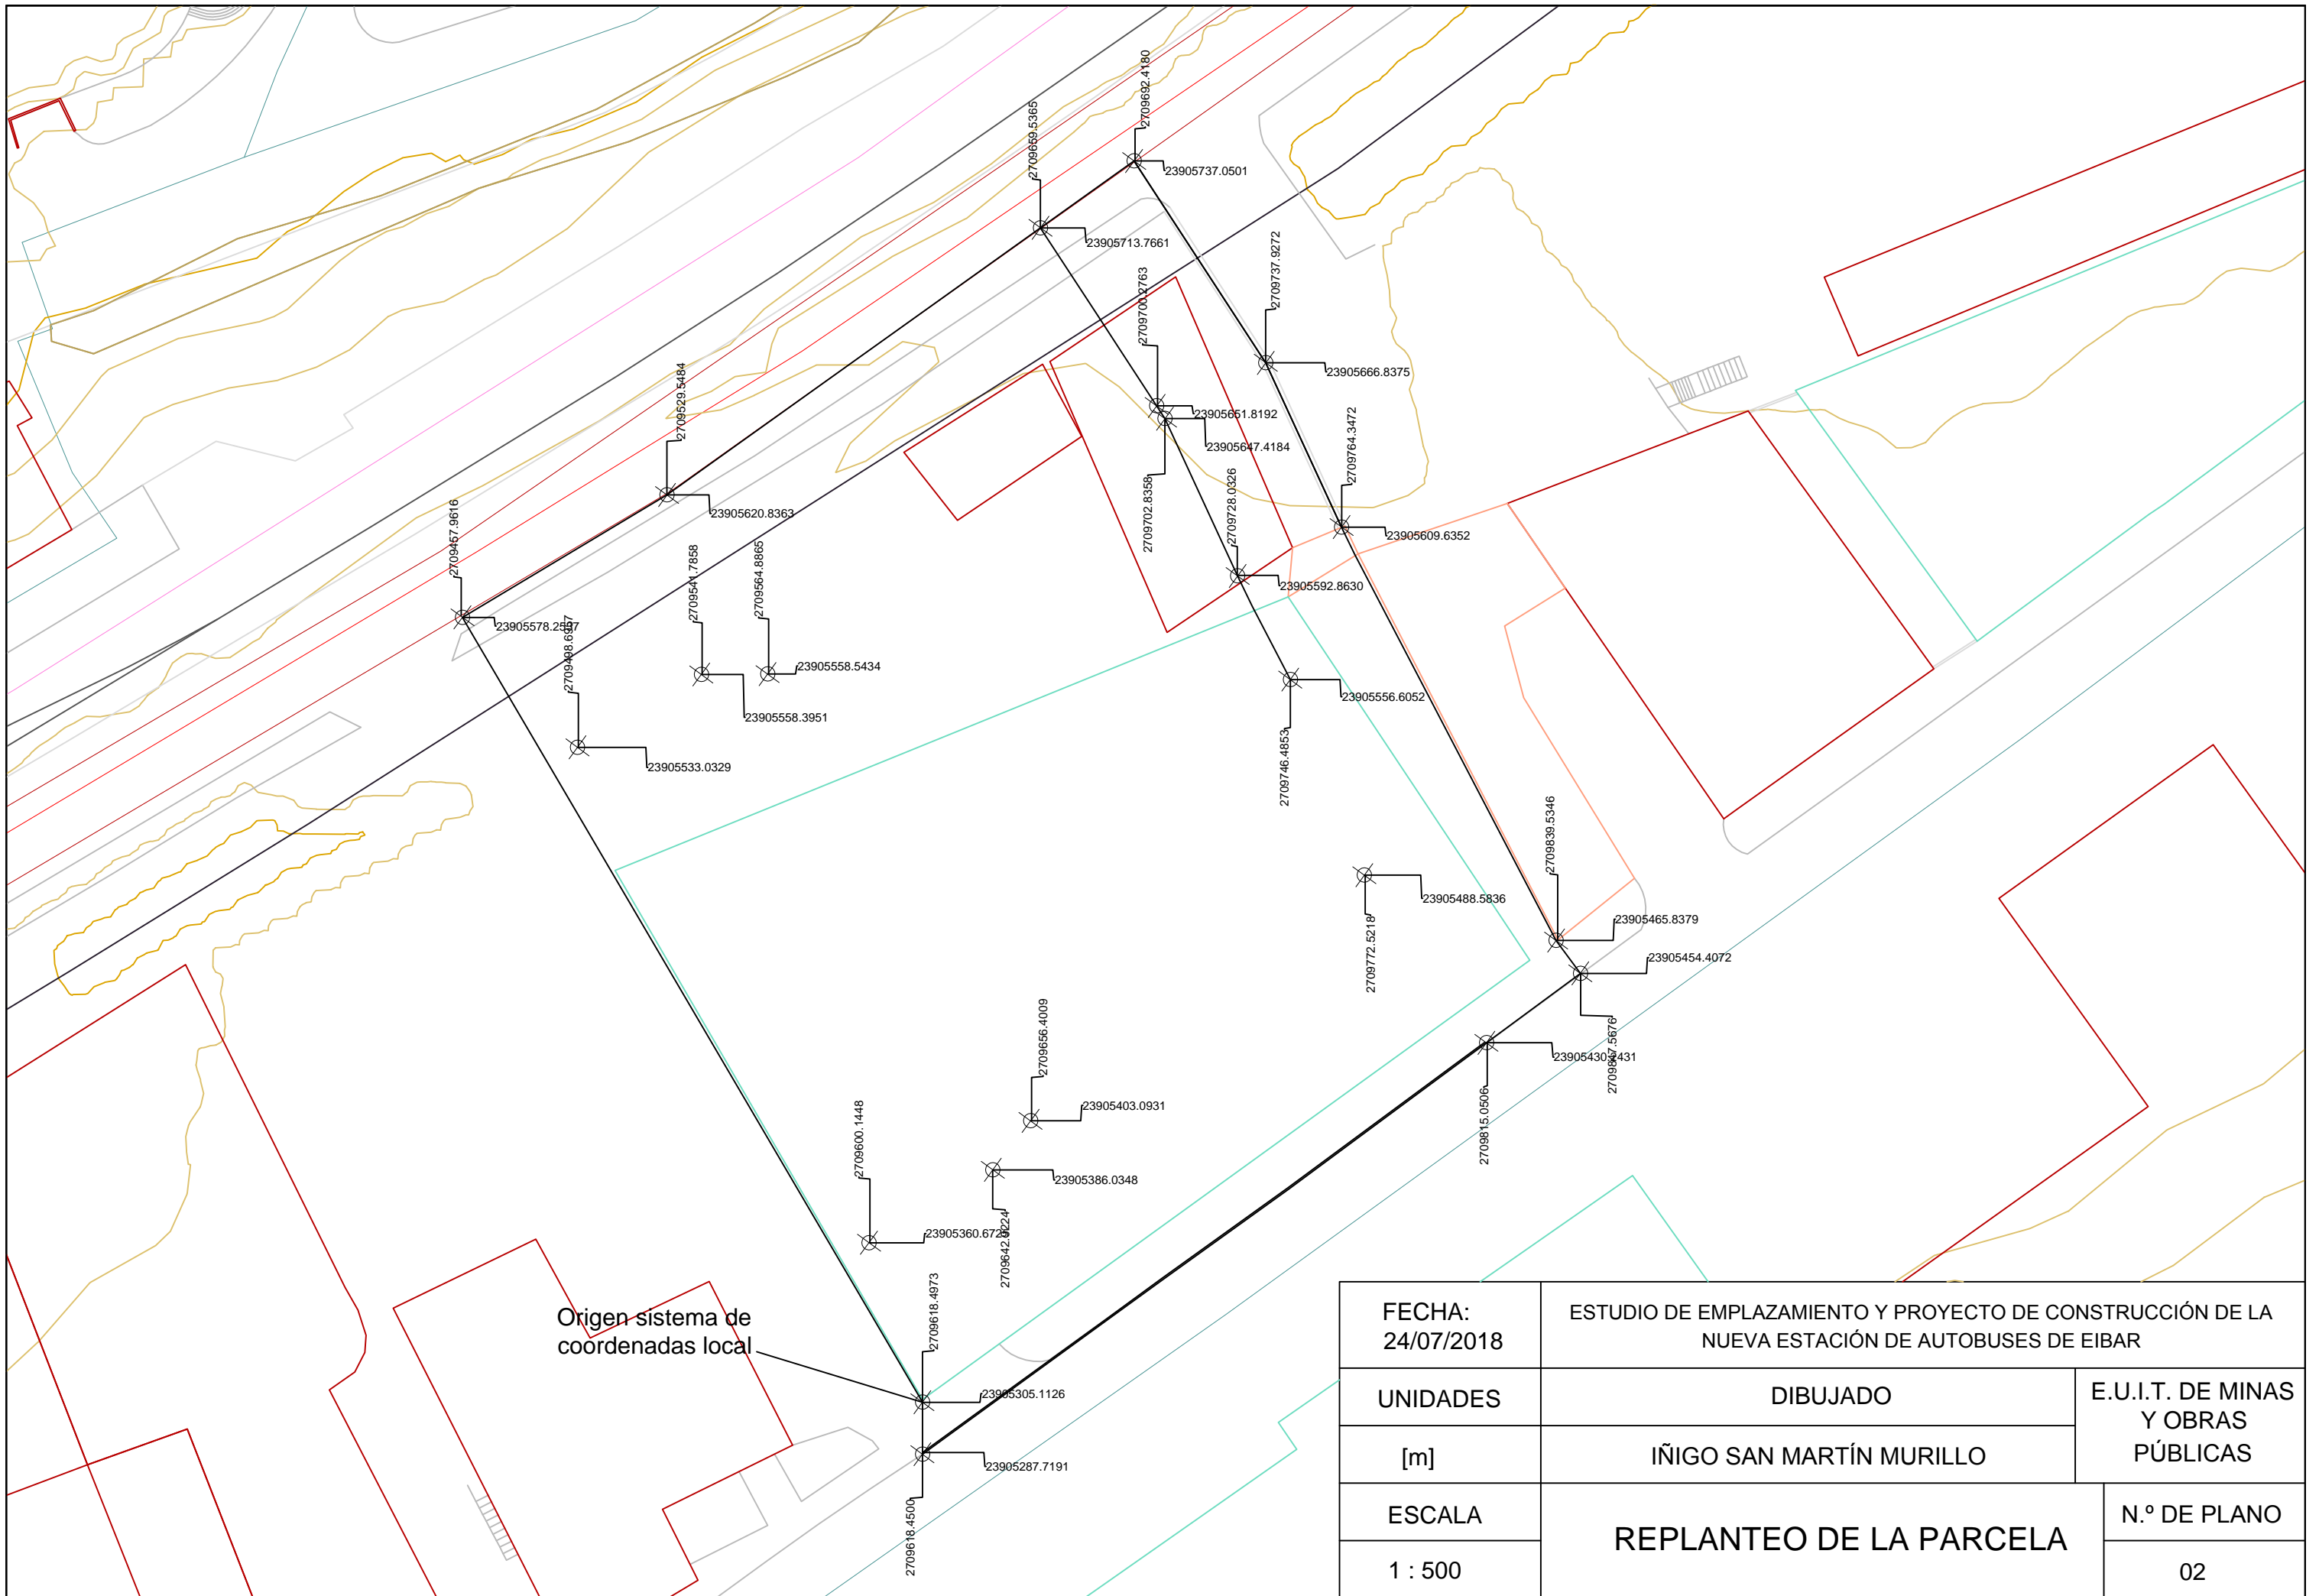 2709692.4180
2709659.5365
23905737.0501
23905713.7661
2709737.9272
2709700.2763
23905666.8375
2709529.5484
23905651.8192
23905647.4184
2709764.3472
2709702.8358
2709728.0326
23905620.8363
23905609.6352
2709457.9616
2709541.7858
2709564.8865
23905592.8630
2709498.6957
23905558.5434
23905556.6052
23905558.3951
23905533.0329
2709746.4853
2709839.5346
23905488.5836
23905465.8379
2709772.5218
23905454.4072
2709656.4009
2709847.5676
2709815.0506
23905403.0931
2709600.1448
23905386.0348
2709618.4973
Origen sistema de
coordenadas local
23905305.1126
23905287.7191
2709618.4500
FECHA:
24/07/2018
ESTUDIO DE EMPLAZAMIENTO Y PROYECTO DE CONSTRUCCIÓN DE LA
NUEVA ESTACIÓN DE AUTOBUSES DE EIBAR
UNIDADES
DIBUJADO
E.U.I.T. DE MINAS
Y OBRAS
PÚBLICAS
[m]
IÑIGO SAN MARTÍN MURILLO
ESCALA
REPLANTEO DE LA PARCELA
N.º DE PLANO
1 : 500
02